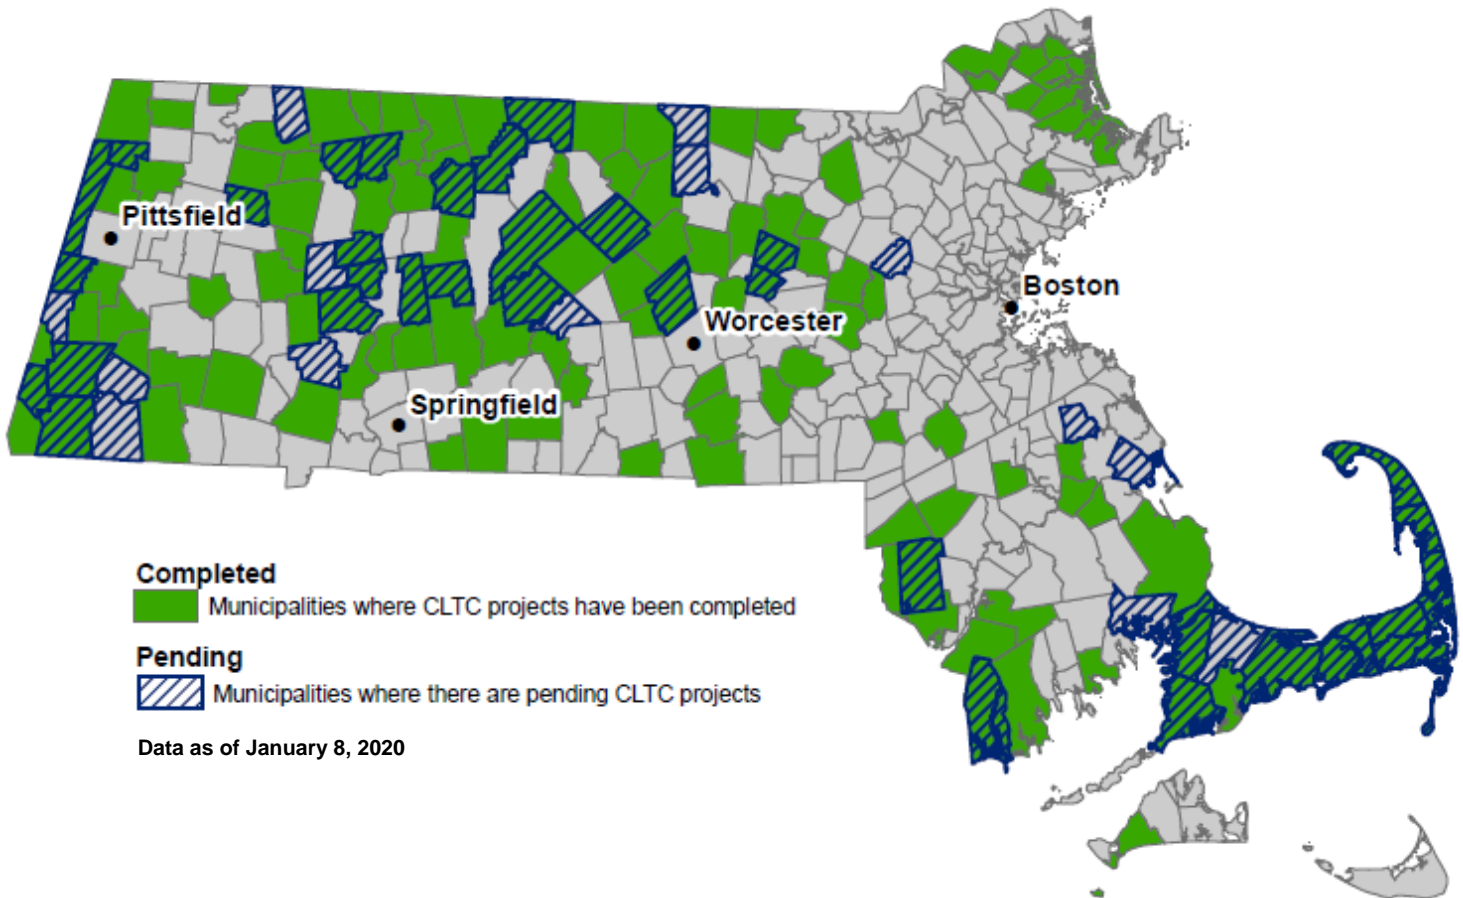 Pittsfield
Boston
Worcester
Springfield
Completed
Municipalities where CLTC projects have been completed
Pending
Municipalities where there are pending CLTC projects
Data as of January 8, 2020